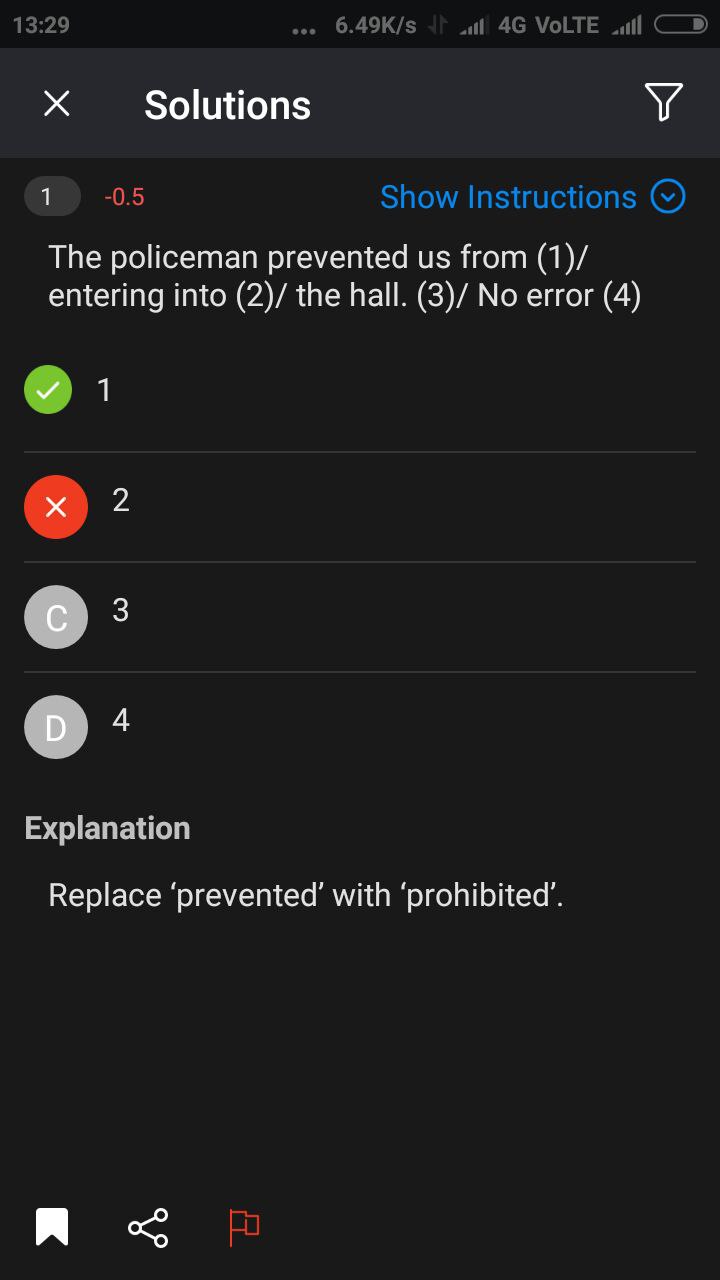 13:29 ... 6.49K/s 4G VoLTE
Solutions
1 -0.5 Show Instructions
The policeman prevented us from (1)/
entering into (2)/ the hall. (3)/ No error (4)
1
2
C 3
D 4
Explanation
Replace ‘prevented’ with ‘prohibited’.